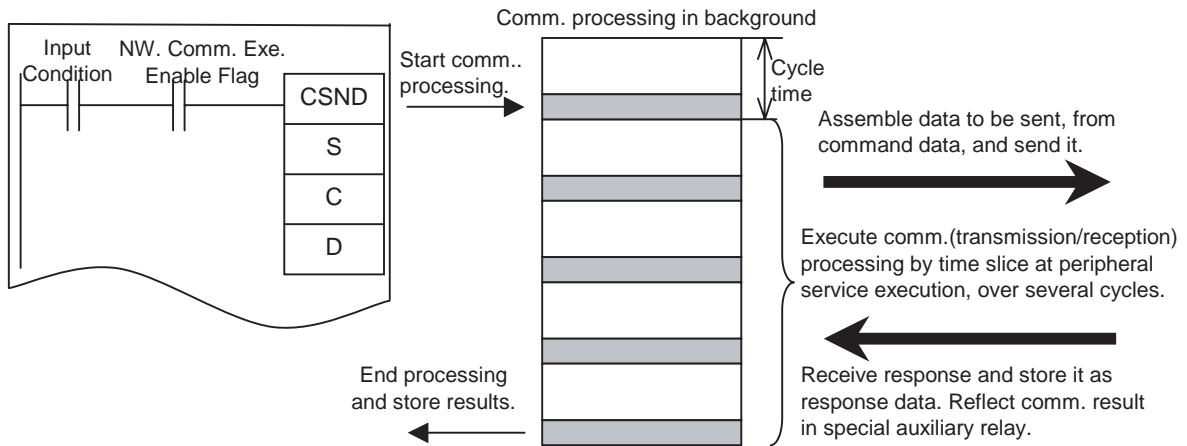 Comm. processing in background
Input
Condition
NW. Comm. Exe.
Enable Flag
CSND
S
C
D
Start comm..
processing.
Cycle
time
Assemble data to be sent, from
command data, and send it.
Execute comm.(transmission/reception)
processing by time slice at peripheral
service execution, over several cycles.
End processing
and store results.
Receive response and store it as
response data. Reflect comm. result
in special auxiliary relay.